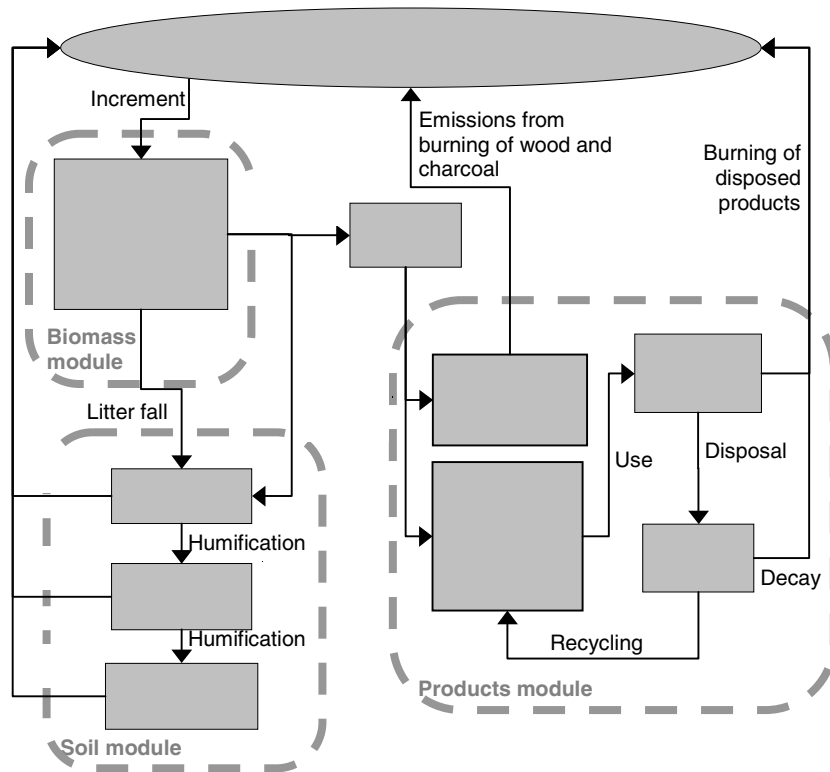 Increment
Emissions from
burning of wood and
charcoal
Burning of
disposed
products
Biomass
module
Litter fall
Use
Disposal
Humification
Decay
Humification
Recycling
Products module
Soil module